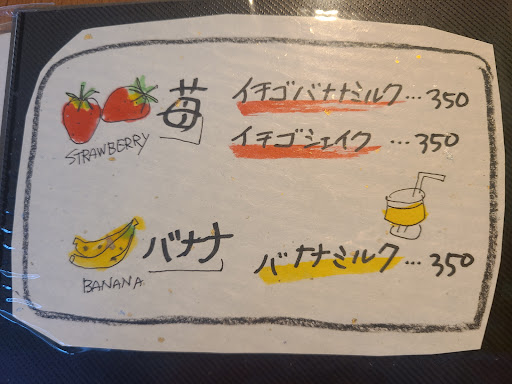 苺 イチゴバナナミルク…350
STRAWBERRY イチゴシェイク…350
バナナ バナナミルク…350
BANANA